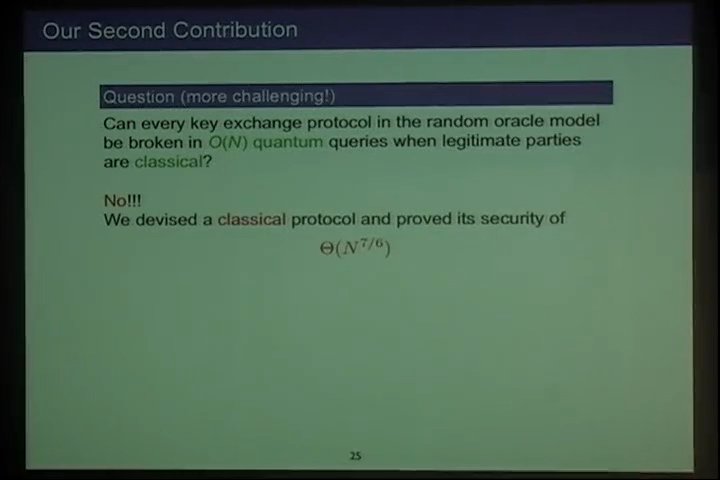 Our Second Contribution
Question (more challenging!)
Can every key exchange protocol in the random oracle model
be broken in O(N) quantum queries when legitimate parties
are classical?
No!!!
We devised a classical protocol and proved its security of
Θ(N^{7/6})
25